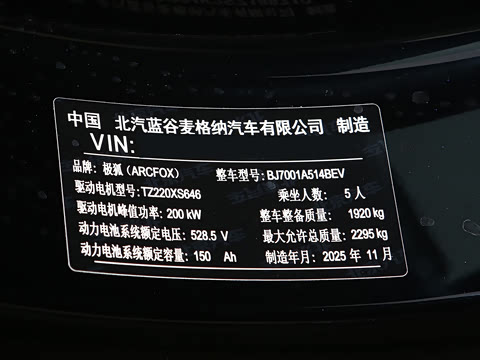 中国 北汽蓝谷麦格纳汽车有限公司 制造
VIN:
品牌: 极狐 (ARCFOX) 整车型号: BJ7001A514BEV
驱动电机型号: TZ220XS646 乘坐人数: 5 人
驱动电机峰值功率: 200 kW 整车整备质量: 1920 kg
动力电池系统额定电压: 528.5 V 最大允许总质量: 2295 kg
动力电池系统额定容量: 150 Ah 制造年月: 2025 年 11 月